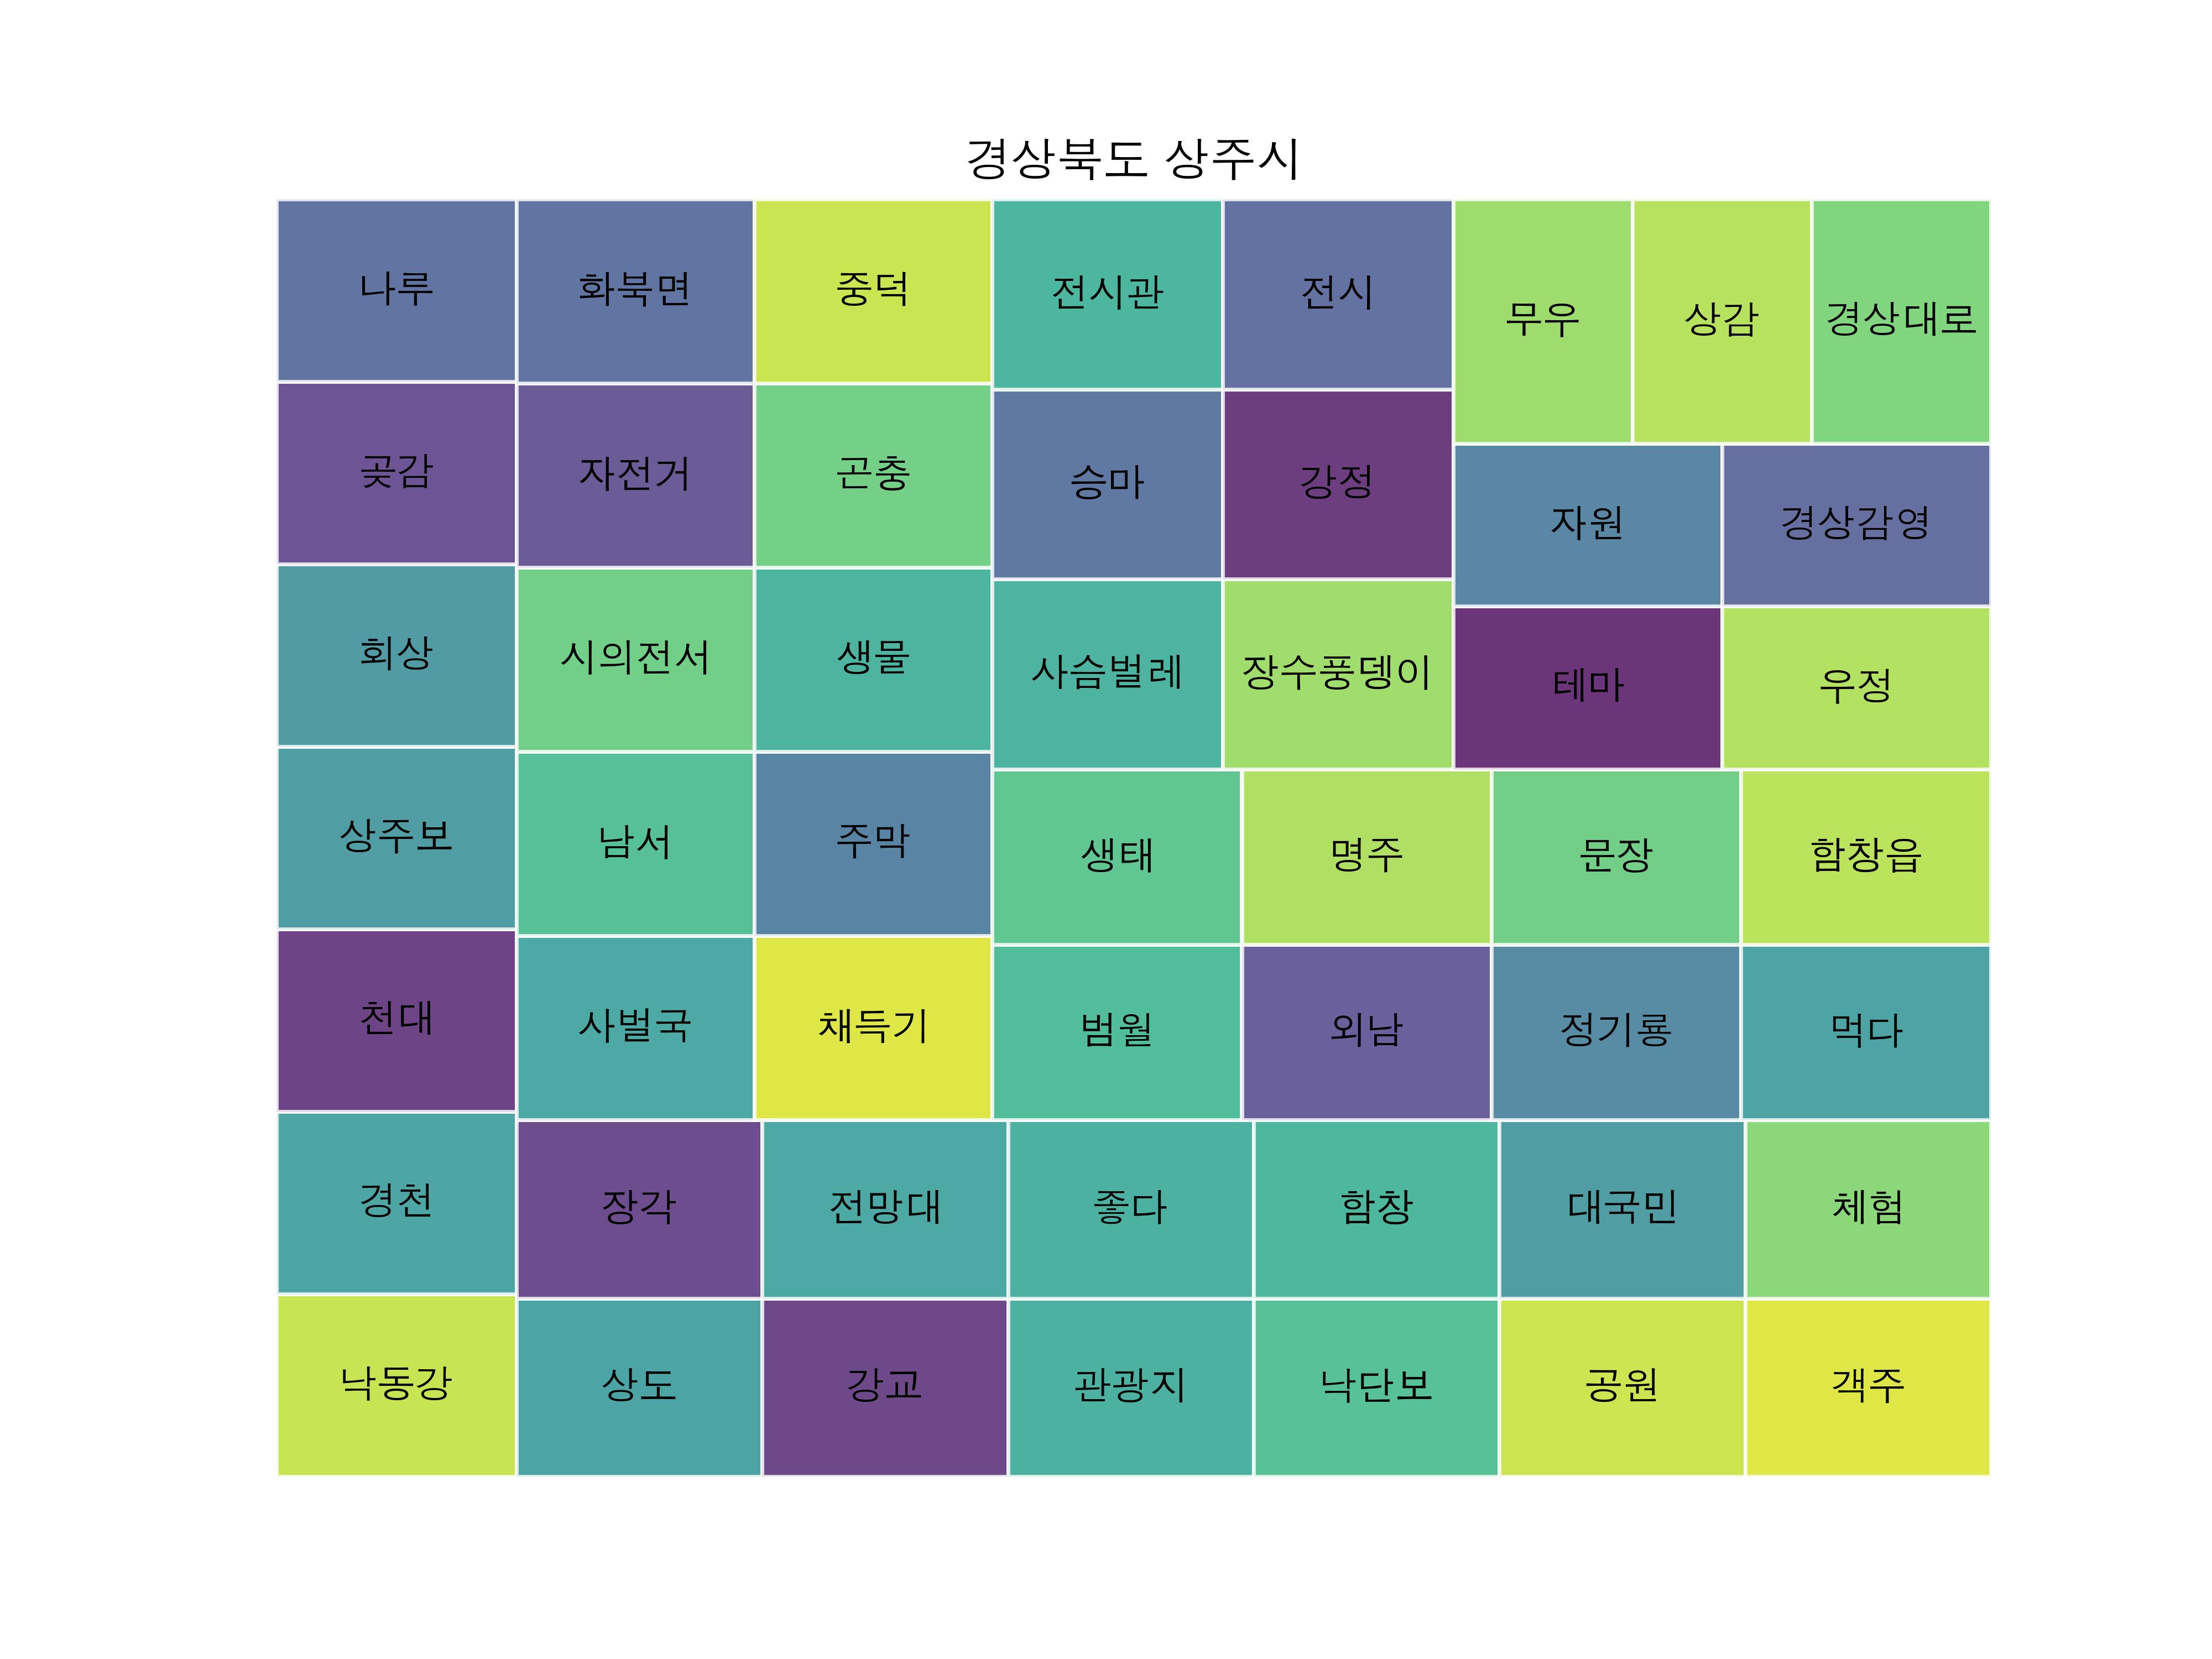 경상북도 상주시
나루
화북면
중덕
전시관
전시
무우
상감
경상대로
곶감
자전거
곤충
승마
강정
자원
경상감영
회상
시의전서
생물
사슴벌레
장수풍뎅이
테마
우정
상주보
남서
주막
생태
명주
문장
함창읍
천대
사벌국
채득기
범월
외남
정기룡
먹다
경천
장각
전망대
좋다
함창
대국민
체험
낙동강
상도
강교
관광지
낙단보
공원
객주